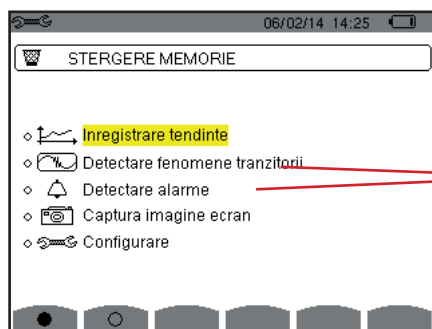 06/02/14 14:25
STERGERE MEMORIE
Inregistrare tendinte
Detectare fenomene tranzitorii
Detectare alarme
Captura imagine ecran
Configurare